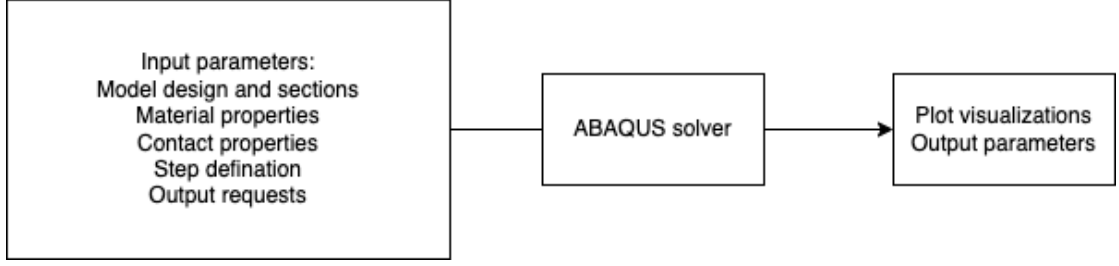 Input parameters:
Model design and sections
Material properties
Contact properties
Step defination
Output requests
ABAQUS solver
Plot visualizations
Output parameters